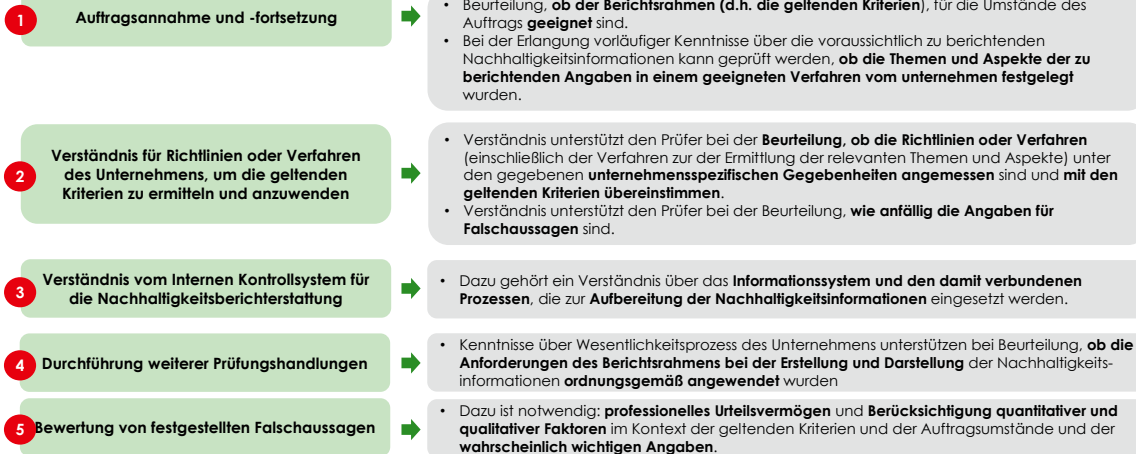 1
Auftragsannahme und -fortsetzung
• Beurteilung, ob der Berichtsrahmen (d.h. die geltenden Kriterien), für die Umstände des
Auftrags geeignet sind.
• Bei der Erlangung vorläufiger Kenntnisse über die voraussichtlich zu berichtenden
Nachhaltigkeitsinformationen kann geprüft werden, ob die Themen und Aspekte der zu
berichtenden Angaben in einem geeigneten Verfahren vom unternehmen festgelegt
wurden.
2
Verständnis für Richtlinien oder Verfahren
des Unternehmens, um die geltenden
Kriterien zu ermitteln und anzuwenden
• Verständnis unterstützt den Prüfer bei der Beurteilung, ob die Richtlinien oder Verfahren
(einschließlich der Verfahren zur der Ermittlung der relevanten Themen und Aspekte) unter
den gegebenen unternehmensspezifischen Gegebenheiten angemessen sind und mit den
geltenden Kriterien übereinstimmen.
• Verständnis unterstützt den Prüfer bei der Beurteilung, wie anfällig die Angaben für
Falschaussagen sind.
3
Verständnis vom Internen Kontrollsystem für
die Nachhaltigkeitsberichterstattung
• Dazu gehört ein Verständnis über das Informationssystem und den damit verbundenen
Prozessen, die zur Aufbereitung der Nachhaltigkeitsinformationen eingesetzt werden.
4
Durchführung weiterer Prüfungshandlungen
• Kenntnisse über Wesentlichkeitsprozess des Unternehmens unterstützen bei Beurteilung, ob die
Anforderungen des Berichtsrahmens bei der Erstellung und Darstellung der Nachhaltigkeits-
informationen ordnungsgemäß angewendet wurden
5
Bewertung von festgestellten Falschaussagen
• Dazu ist notwendig: professionelles Urteilsvermögen und Berücksichtigung quantitativer und
qualitativer Faktoren im Kontext der geltenden Kriterien und der Auftragsumstände und der
wahrscheinlich wichtigen Angaben.